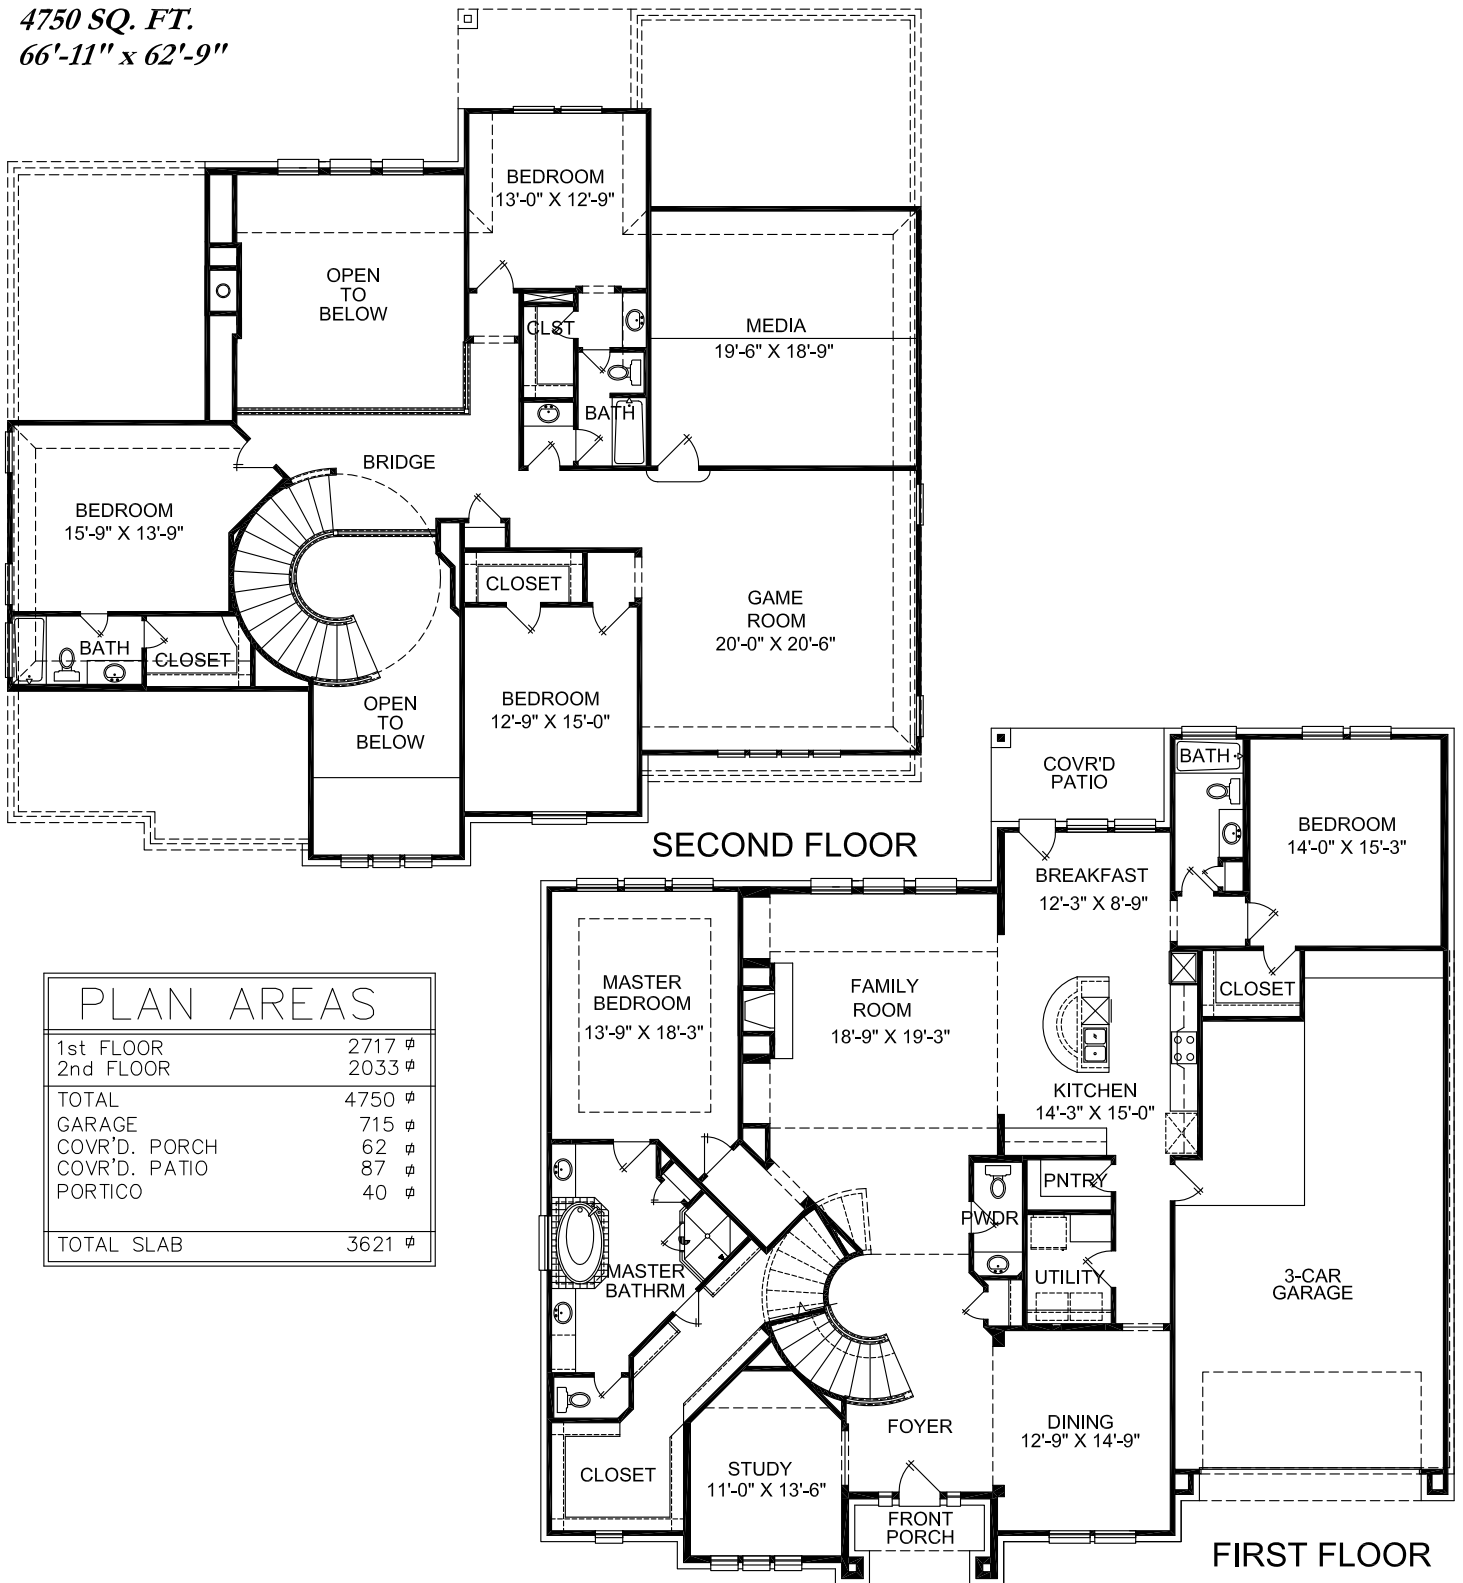 4750 SQ. FT.
66'-11" x 62'-9"
BEDROOM
13'-0" X 12'-9"
OPEN
TO
BELOW
CLST
MEDIA
19'-6" X 18'-9"
BATH
BRIDGE
BEDROOM
15'-9" X 13'-9"
CLOSET
GAME
ROOM
20'-0" X 20'-6"
BATH
CLOSET
BEDROOM
12'-9" X 15'-0"
OPEN
TO
BELOW
SECOND FLOOR
COVR'D
PATIO
BATH
BEDROOM
14'-0" X 15'-3"
BREAKFAST
12'-3" X 8'-9"
MASTER
BEDROOM
13'-9" X 18'-3"
FAMILY
ROOM
18'-9" X 19'-3"
CLOSET
KITCHEN
14'-3" X 15'-0"
PNTRY
PWDR
UTILITY
MASTER
BATHRM
3-CAR
GARAGE
FOYER
DINING
12'-9" X 14'-9"
CLOSET
STUDY
11'-0" X 13'-6"
FRONT
PORCH
FIRST FLOOR
PLAN AREAS
1st FLOOR 2717 ⏍
2nd FLOOR 2033 ⏍
TOTAL 4750 ⏍
GARAGE 715 ⏍
COVR'D. PORCH 62 ⏍
COVR'D. PATIO 87 ⏍
PORTICO 40 ⏍
TOTAL SLAB 3621 ⏍